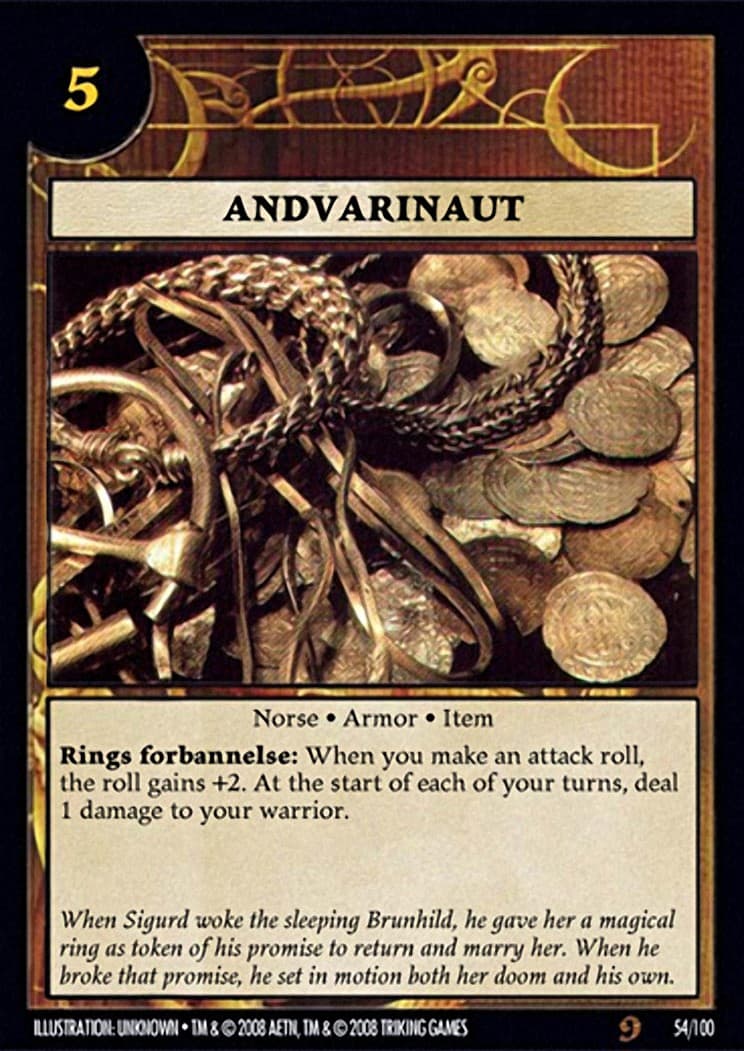 5
ANDVARINAUT
Norse • Armor • Item
Rings forbannelse: When you make an attack roll,
the roll gains +2. At the start of each of your turns, deal
1 damage to your warrior.
When Sigurd woke the sleeping Brunhild, he gave her a magical
ring as token of his promise to return and marry her. When he
broke that promise, he set in motion both her doom and his own.
ILLUSTRATION: UNKNOWN • TM & © 2008 AETN, TM & © 2008 TRIKING GAMES
54/100